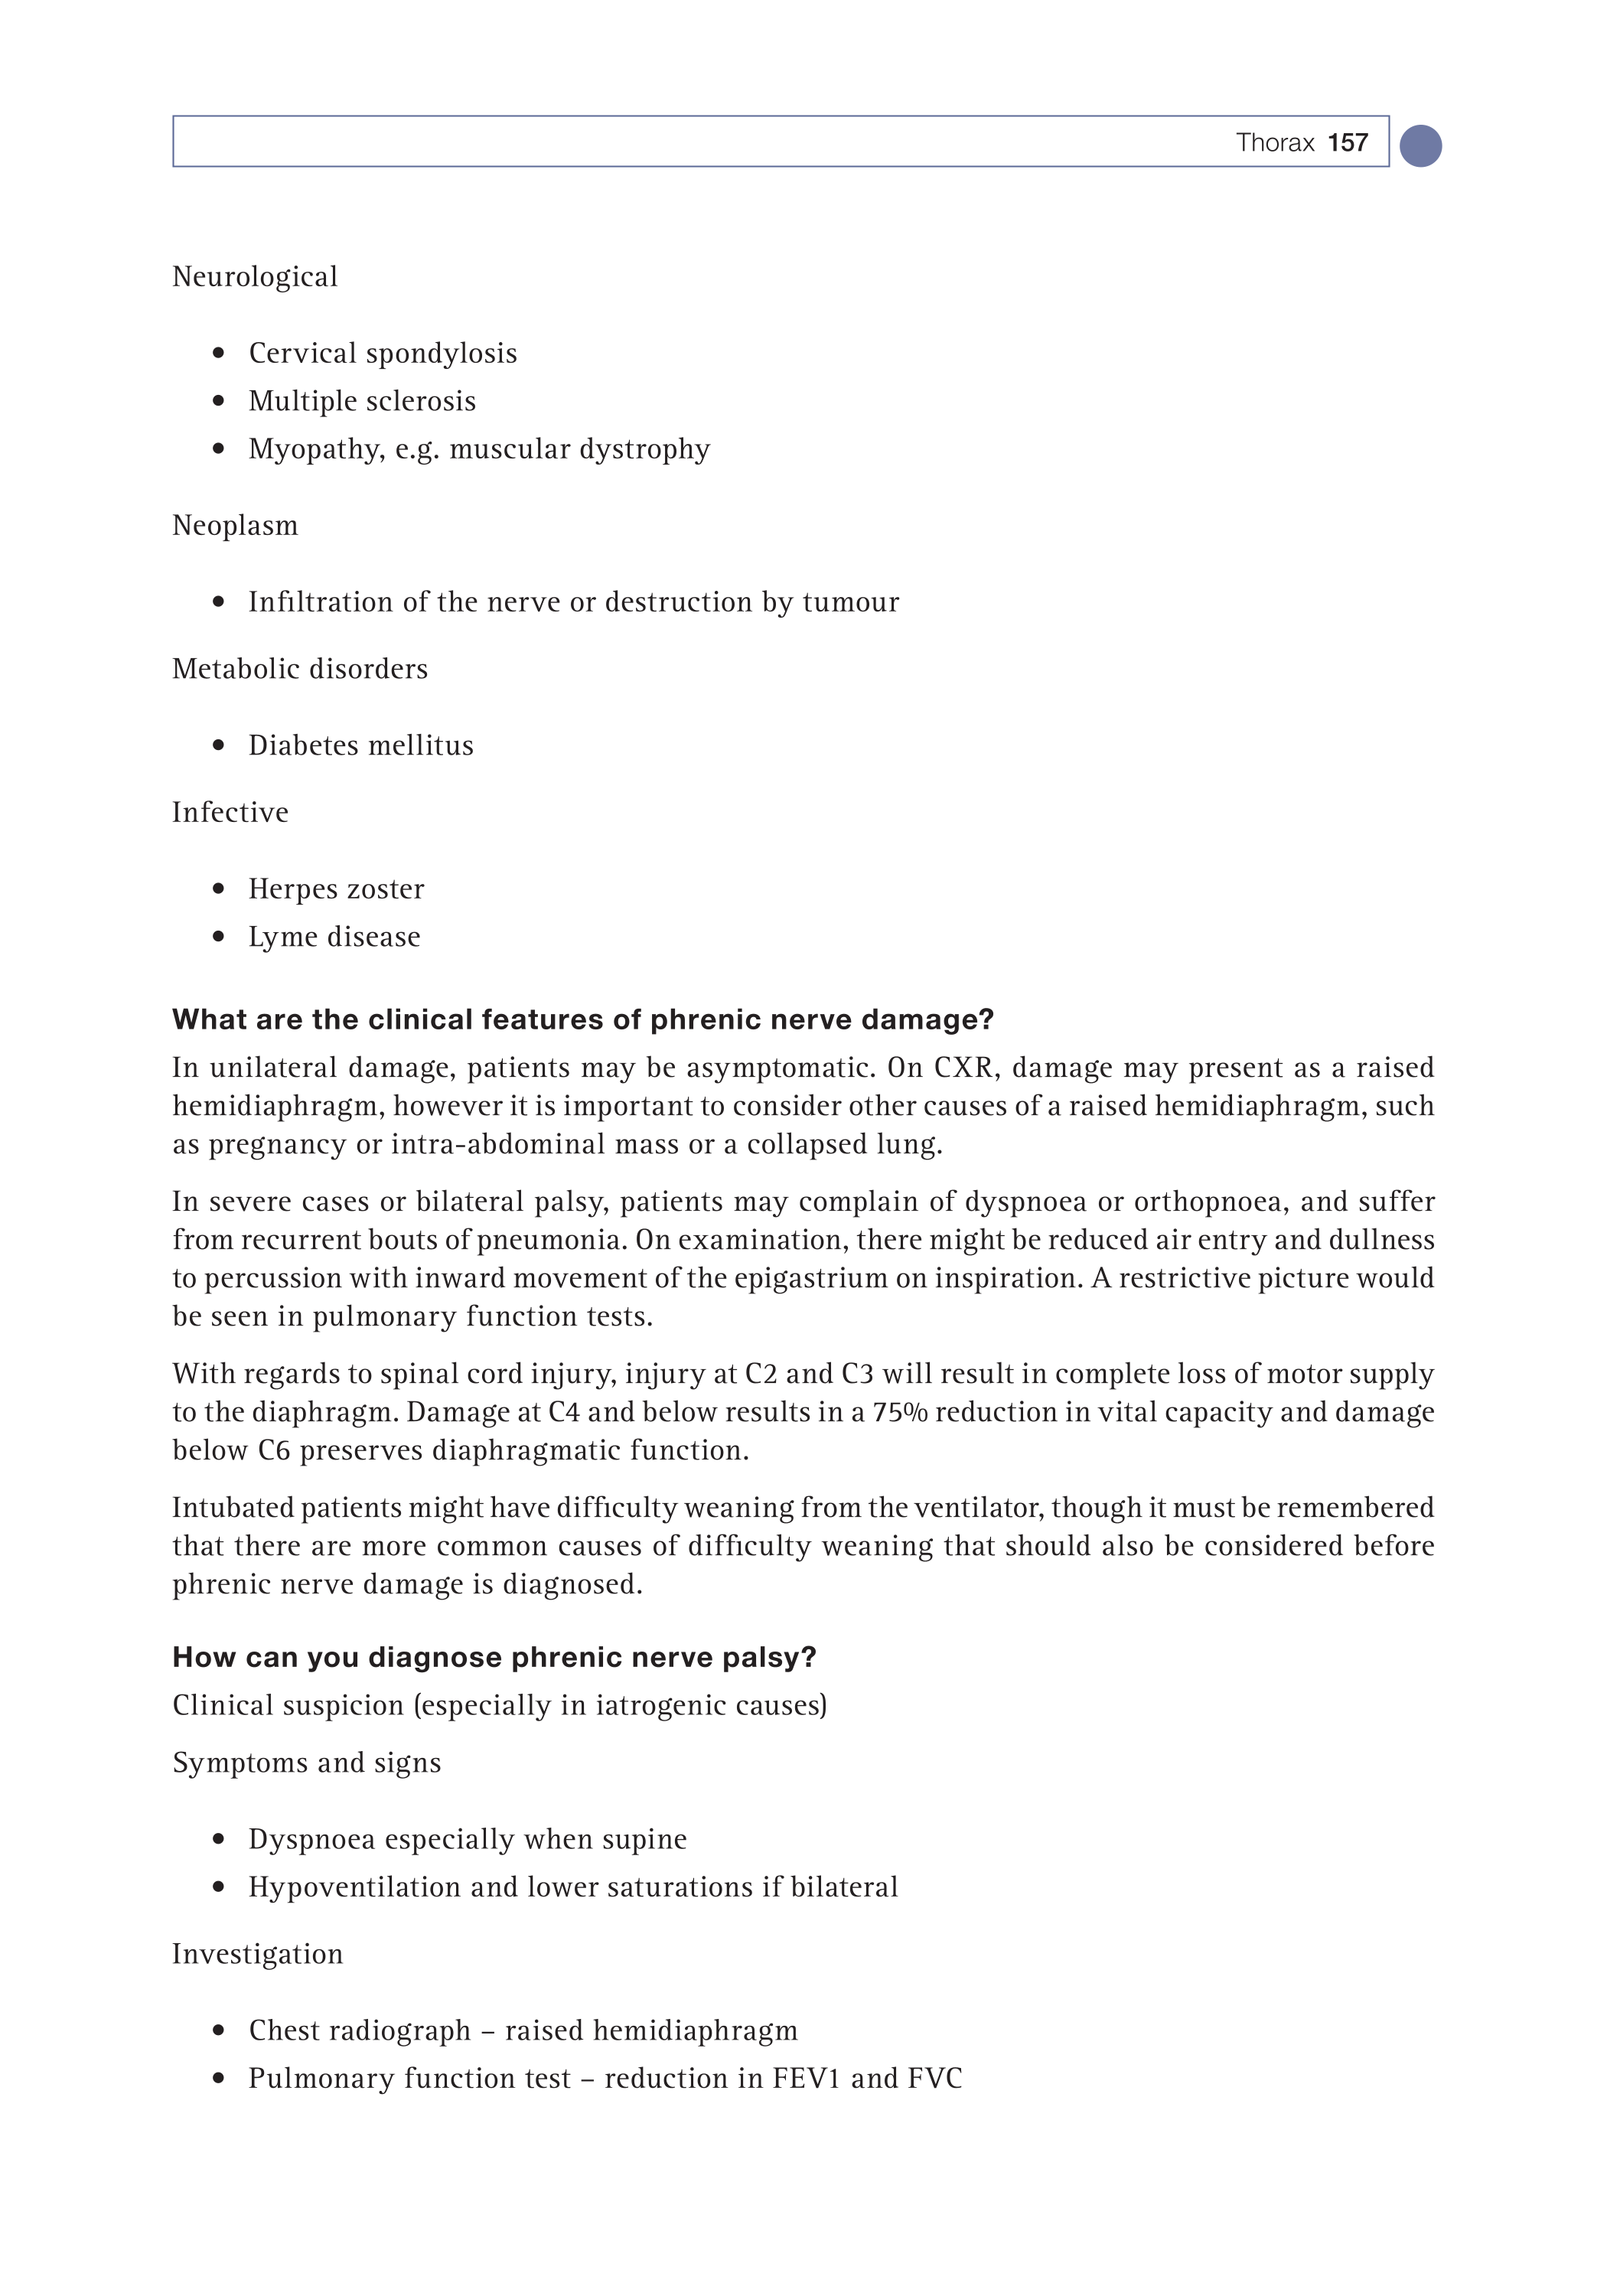 Thorax 157
Neurological
• Cervical spondylosis
• Multiple sclerosis
• Myopathy, e.g. muscular dystrophy
Neoplasm
• Infiltration of the nerve or destruction by tumour
Metabolic disorders
• Diabetes mellitus
Infective
• Herpes zoster
• Lyme disease
What are the clinical features of phrenic nerve damage?
In unilateral damage, patients may be asymptomatic. On CXR, damage may present as a raised
hemidiaphragm, however it is important to consider other causes of a raised hemidiaphragm, such
as pregnancy or intra-abdominal mass or a collapsed lung.
In severe cases or bilateral palsy, patients may complain of dyspnoea or orthopnoea, and suffer
from recurrent bouts of pneumonia. On examination, there might be reduced air entry and dullness
to percussion with inward movement of the epigastrium on inspiration. A restrictive picture would
be seen in pulmonary function tests.
With regards to spinal cord injury, injury at C2 and C3 will result in complete loss of motor supply
to the diaphragm. Damage at C4 and below results in a 75% reduction in vital capacity and damage
below C6 preserves diaphragmatic function.
Intubated patients might have difficulty weaning from the ventilator, though it must be remembered
that there are more common causes of difficulty weaning that should also be considered before
phrenic nerve damage is diagnosed.
How can you diagnose phrenic nerve palsy?
Clinical suspicion (especially in iatrogenic causes)
Symptoms and signs
• Dyspnoea especially when supine
• Hypoventilation and lower saturations if bilateral
Investigation
• Chest radiograph – raised hemidiaphragm
• Pulmonary function test – reduction in FEV1 and FVC